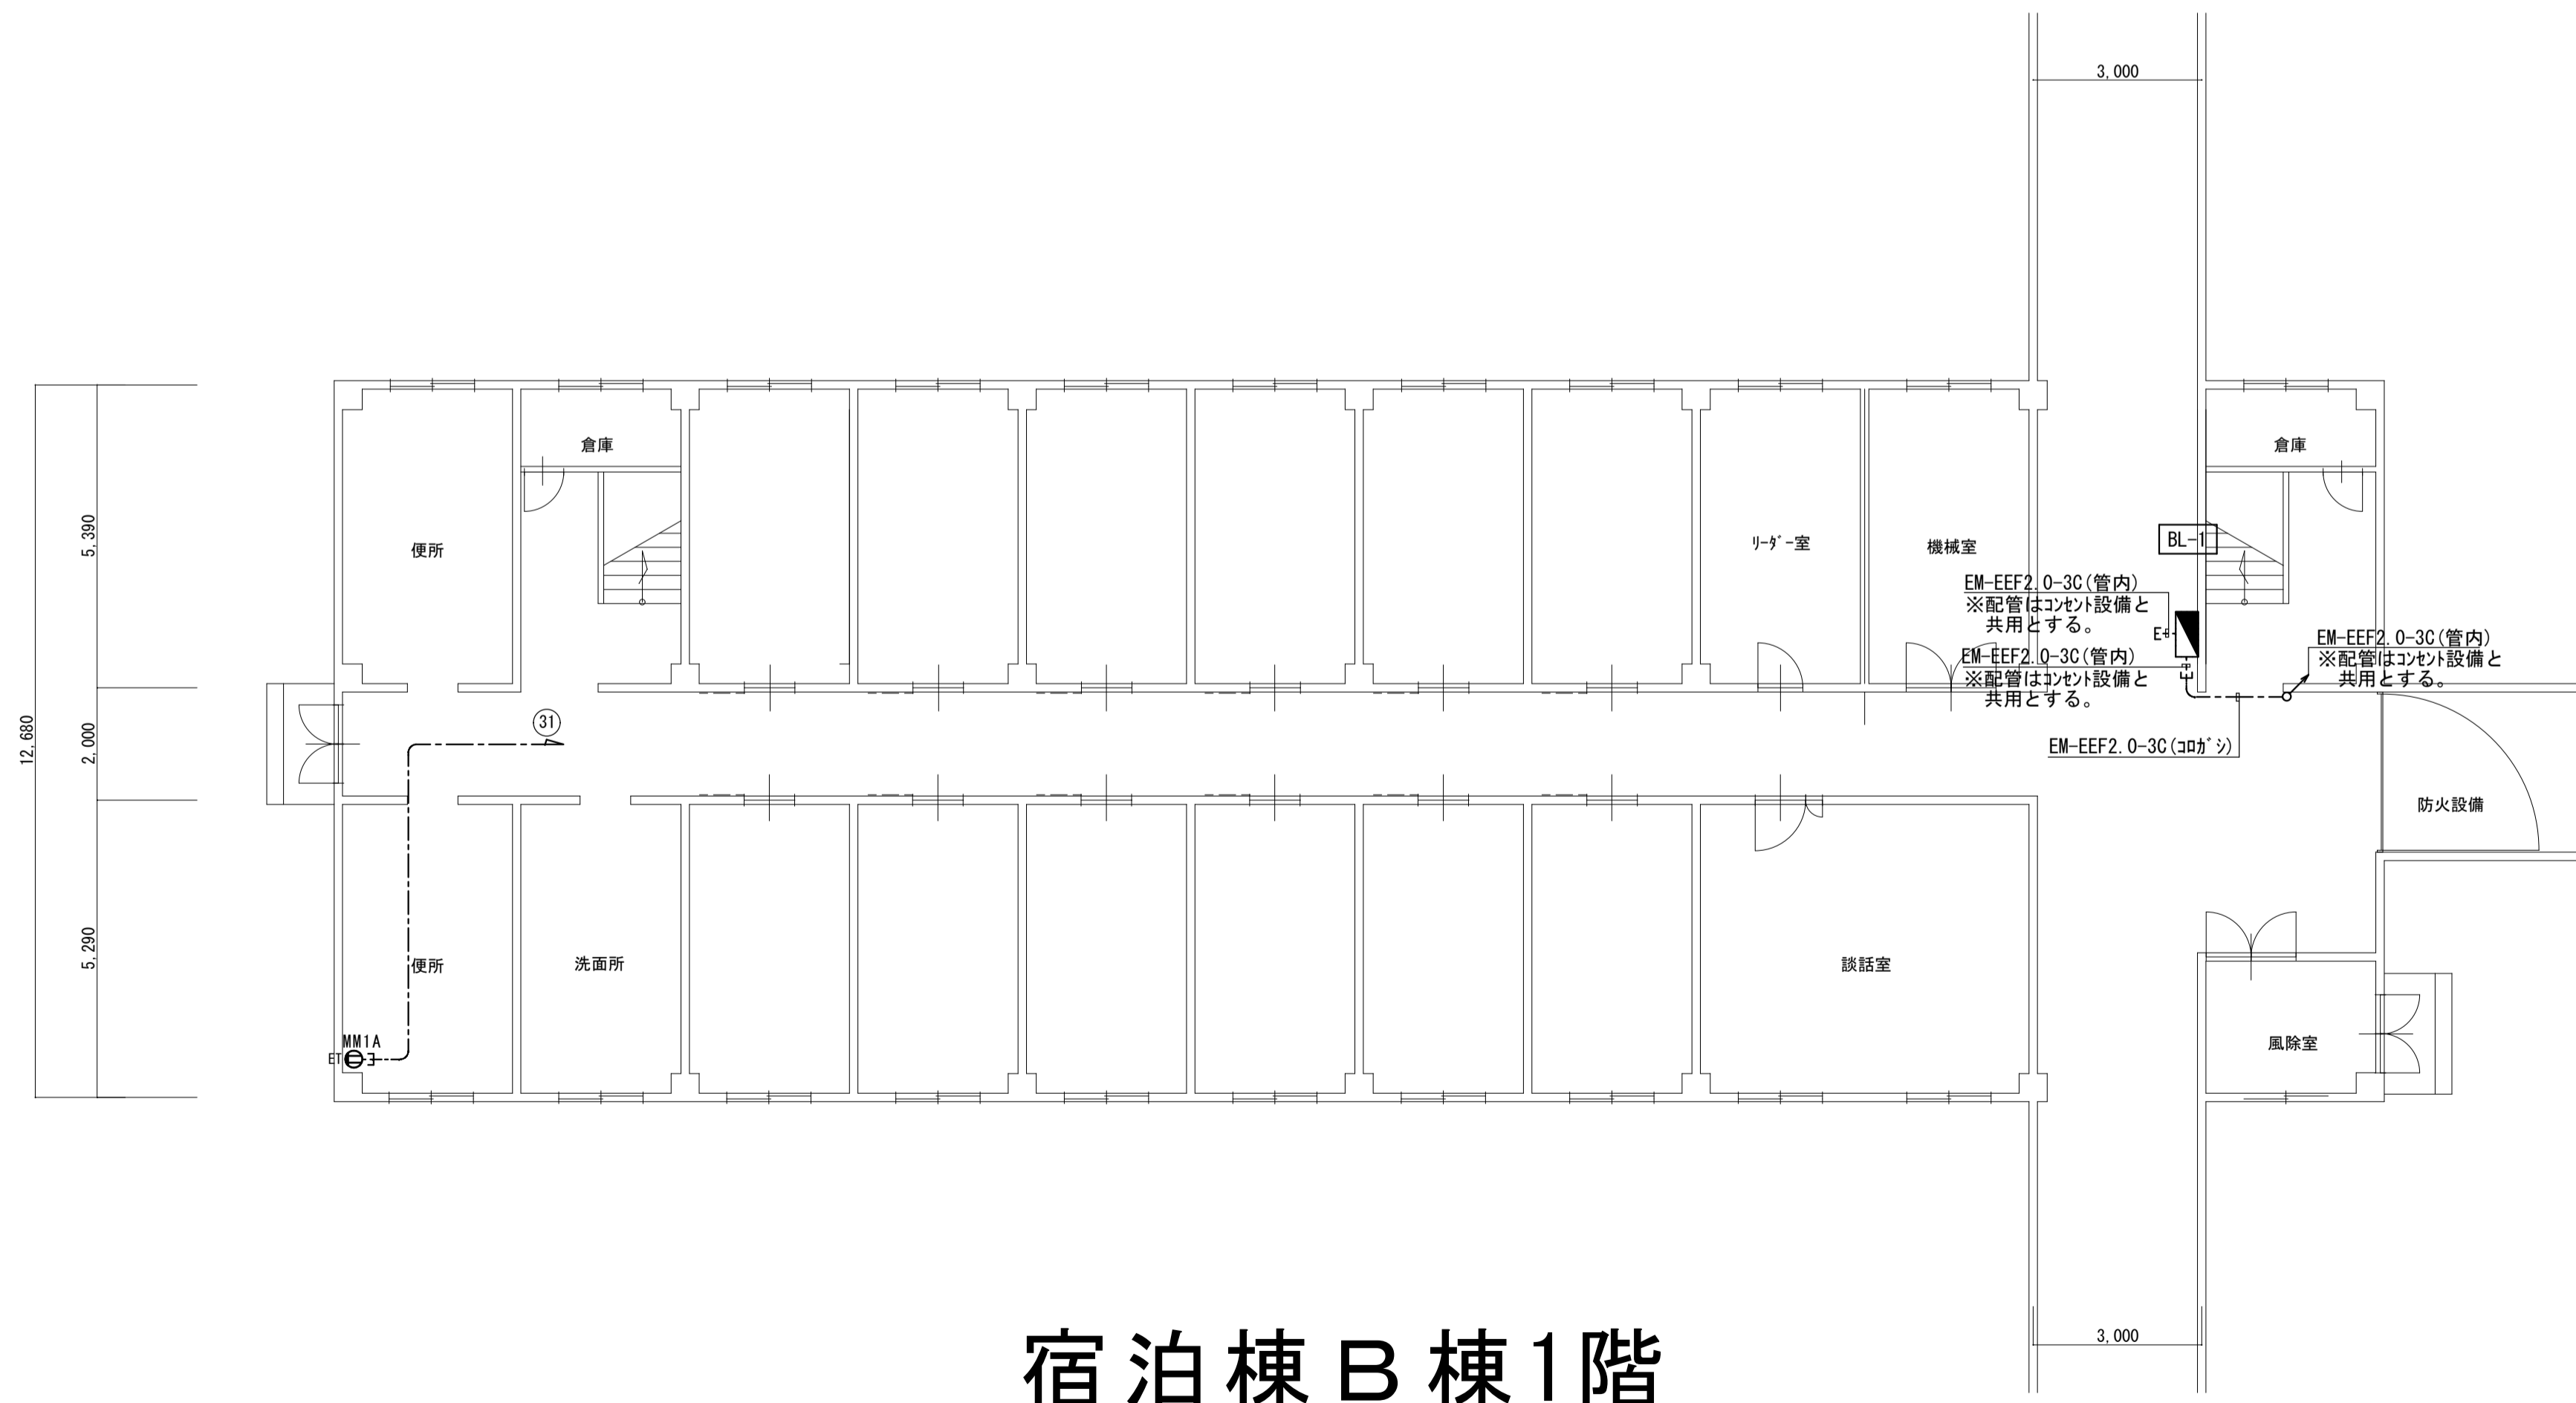 3,000
倉庫
倉庫
便所
ﾘｰﾀﾞｰ室
機械室
BL-1
5,390
EM-EEF2.0-3C(管内)
※配管はｺﾝｾﾝﾄ設備と
共用とする。
E
EM-EEF2.0-3C(管内)
※配管はｺﾝｾﾝﾄ設備と
共用とする。
EM-EEF2.0-3C(管内)
※配管はｺﾝｾﾝﾄ設備と
共用とする。
31
12,680
2,000
EM-EEF2.0-3C(ｺﾛｶﾞｼ)
防火設備
5,290
便所
洗面所
談話室
MM1A
ET
風除室
3,000
宿泊棟B棟1階